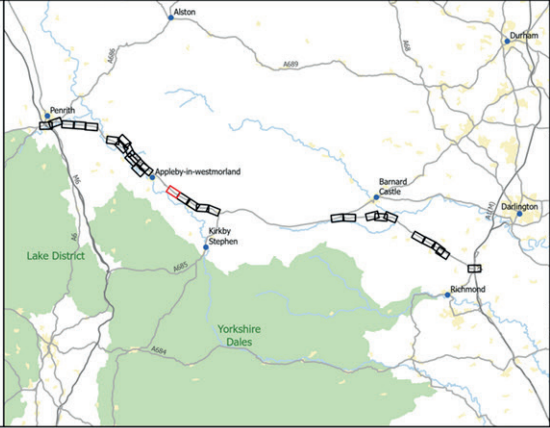 Alston
Durham
A686
A68
A689
Penrith
Appleby-in-westmorland
Barnard
Castle
Darlington
A1(M)
M6
A6
Kirkby
Stephen
Lake District
A685
Richmond
Yorkshire
Dales
A684